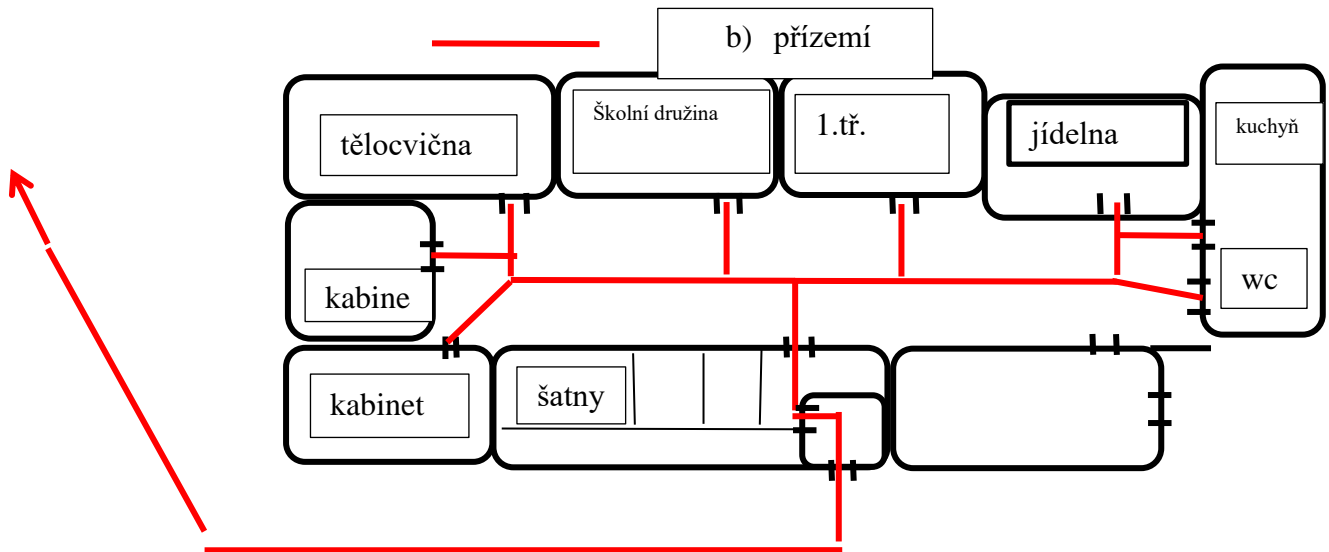 b) přízemí
tělocvična
Školní družina
1.tř.
jídelna
kuchyň
kabine
wc
kabinet
šatny